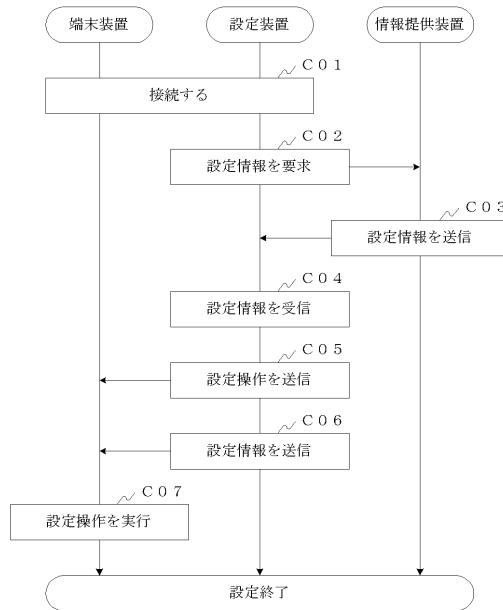 端末装置
設定装置
情報提供装置
Ｃ０１
接続する
Ｃ０２
設定情報を要求
Ｃ０３
設定情報を送信
Ｃ０４
設定情報を受信
Ｃ０５
設定操作を送信
Ｃ０６
設定情報を送信
Ｃ０７
設定操作を実行
設定終了